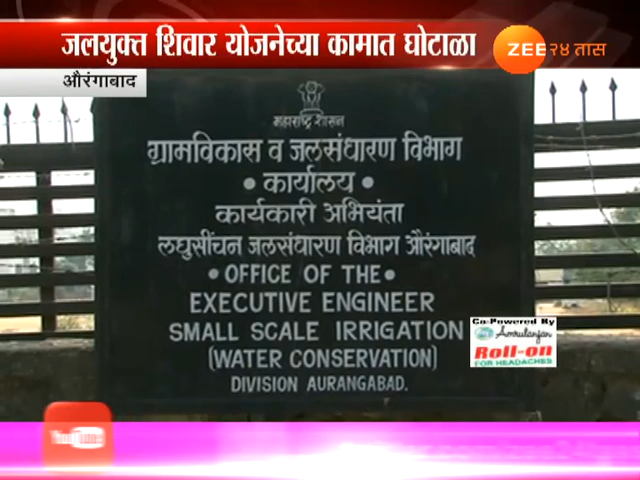 जलयुक्त शिवार योजनेच्या कामात घोटाळा
ZEE २४ तास
औरंगाबाद
महाराष्ट्र शासन
ग्रामविकास व जलसंधारण विभाग
• कार्यालय •
कार्यकारी अभियंता
लघुसींचन जलसंधारण विभाग औरंगाबाद
• OFFICE OF THE •
EXECUTIVE ENGINEER
SMALL SCALE IRRIGATION
(WATER CONSERVATION)
DIVISION AURANGABAD.
Co-Powered By
Amrutanjan
Roll-on
FOR HEADACHES
YouTube